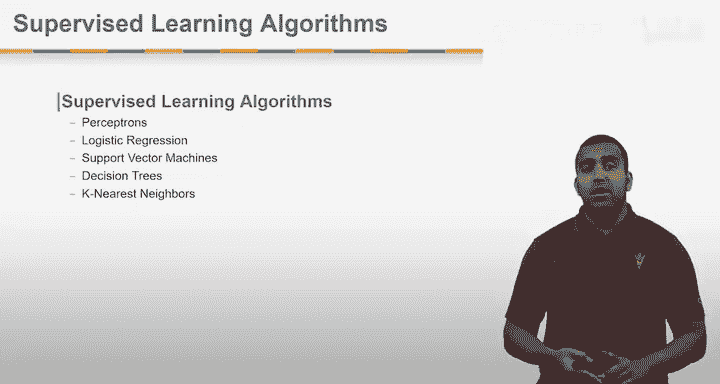 Supervised Learning Algorithms
Supervised Learning Algorithms
– Perceptrons
– Logistic Regression
– Support Vector Machines
– Decision Trees
– K-Nearest Neighbors